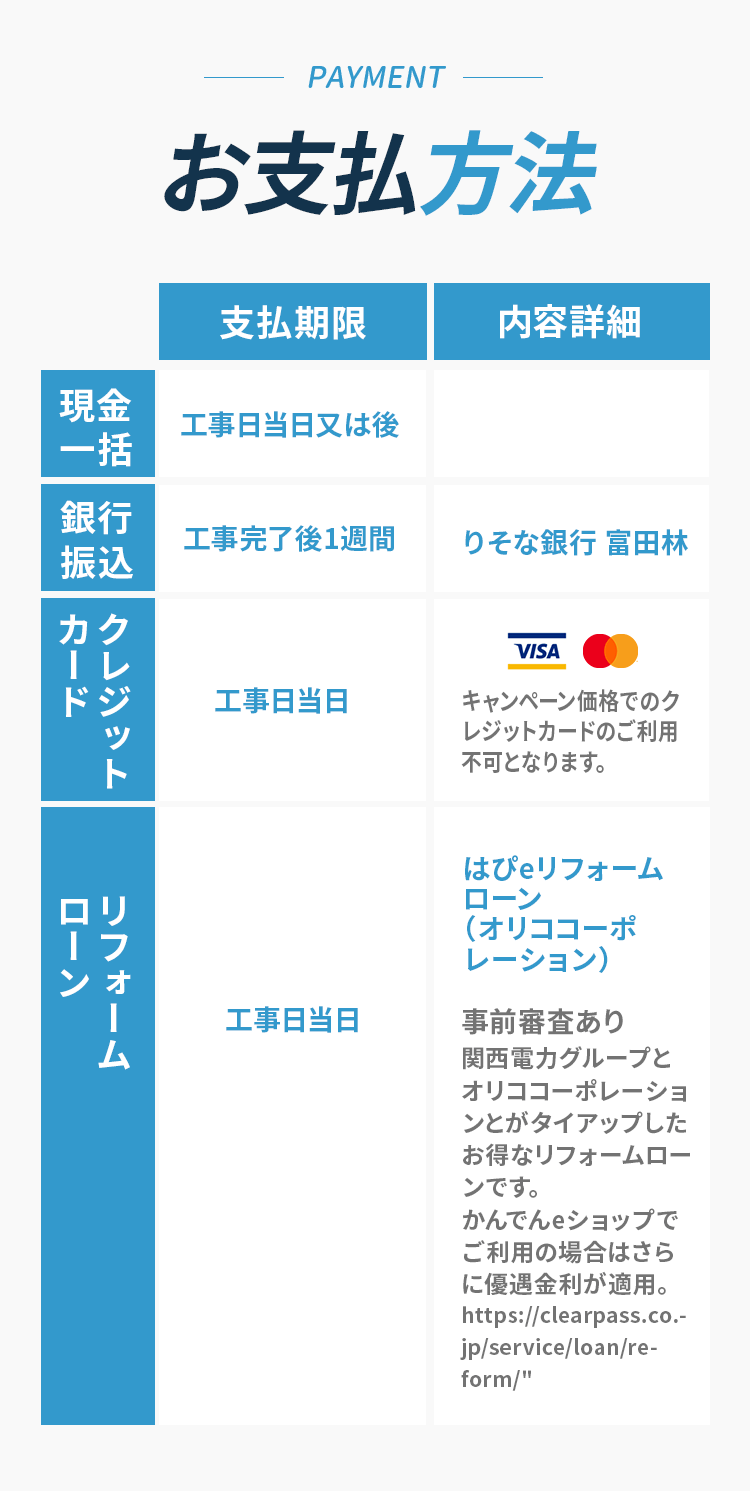 PAYMENT
お支払方法
支払期限
内容詳細
現金
一括
工事日当日又は後
銀行
振込
工事完了後1週間
りそな銀行 富田林
クレジット
カード
工事日当日
VISA
キャンペーン価格でのク
レジットカードのご利用
不可となります。
リフォーム
ローン
工事日当日
はぴeリフォーム
ローン
（オリココーポ
レーション）
事前審査あり
関西電力グループと
オリココーポレーショ
ンとがタイアップした
お得なリフォームロー
ンです。
かんでんeショップで
ご利用の場合はさら
に優遇金利が適用。
https://clearpass.co.-
jp/service/loan/re-
form/"